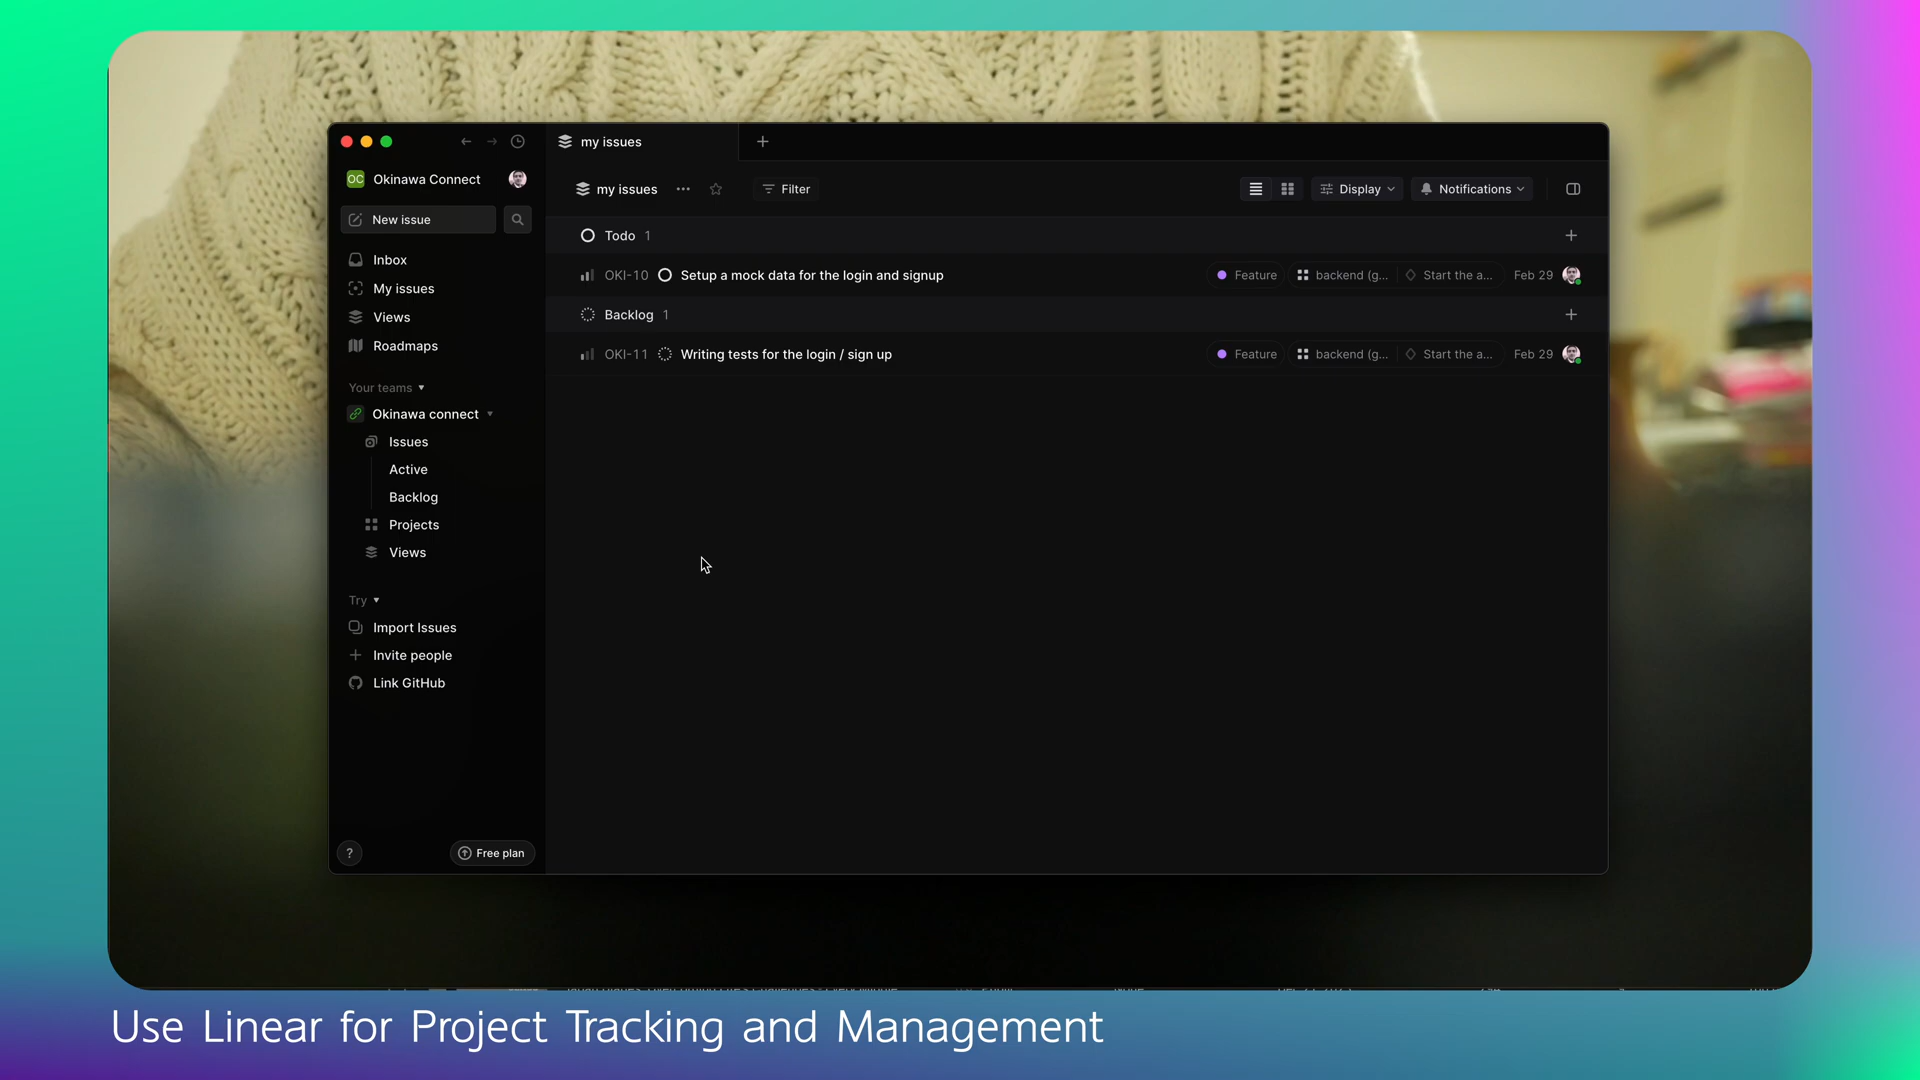 my issues
OC Okinawa Connect
my issues
Filter
Display
Notifications
New issue
Todo 1
Inbox
OKI-10 Setup a mock data for the login and signup Feature backend (g... Start the a... Feb 29
My issues
Backlog 1
Views
Roadmaps
OKI-11 Writing tests for the login / sign up Feature backend (g... Start the a... Feb 29
Your teams
Okinawa connect
Issues
Active
Backlog
Projects
Views
Try
Import Issues
Invite people
Link GitHub
? Free plan
Use Linear for Project Tracking and Management